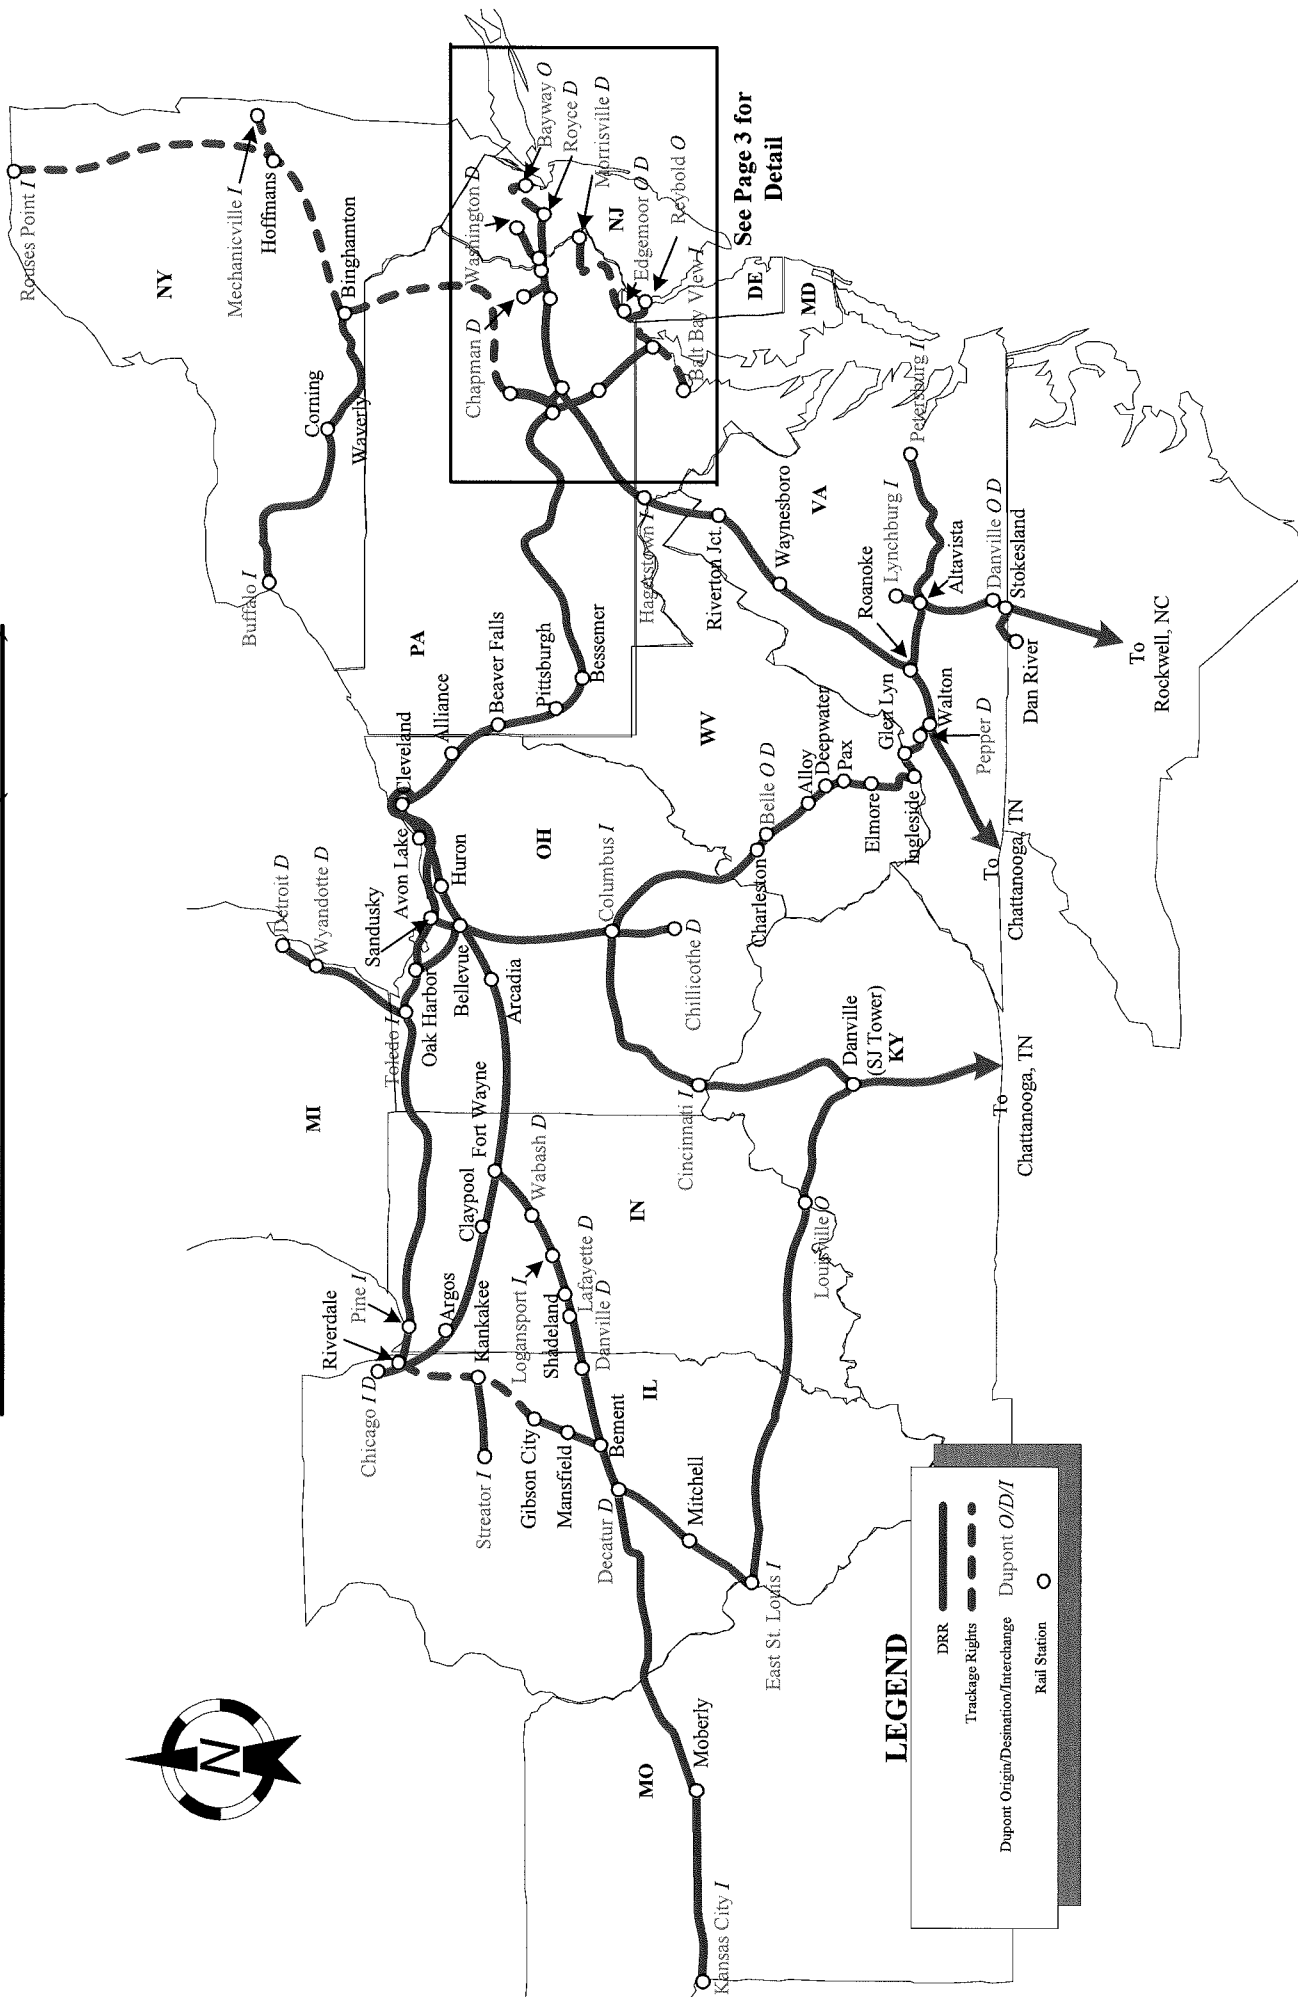 Rouses Point I
NY
Mechanicville I
Hoffmans
Binghamton
Corning
Waverly
Buffalo I
Washington D
Bayway O
Royce D
Morrisville D
Chapman D
NJ
Edgemoor O D
Reybold O
Balt Bay View I
See Page 3 for
Detail
DE
MD
PA
Cleveland
Alliance
Beaver Falls
Pittsburgh
Bessemer
Hagerstown I
Riverton Jct.
Waynesboro
VA
Petersburg I
Lynchburg I
Roanoke
Altavista
Danville O D
Stokesland
Dan River
To
Rockwell, NC
WV
Glen Lyn
Walton
Pepper D
Belle O D
Alloy
Deepwater
Pax
Elmore
Ingleside
Charleston
To
Chattanooga, TN
Detroit D
Wyandotte D
Avon Lake
Sandusky
Huron
OH
Columbus I
Toledo I
Oak Harbor
Bellevue
Arcadia
Chillicothe D
MI
Fort Wayne
Cincinnati I
Danville
(SJ Tower)
KY
To
Chattanooga, TN
Claypool
Wabash D
IN
Louisville O
Pine I
Riverdale
Argos
Kankakee
Logansport I
Lafayette D
Shadeland
Danville D
Chicago I D
Streator I
Gibson City
Mansfield
Bement
IL
Decatur D
Mitchell
East St. Louis I
N
MO
Moberly
Kansas City I
LEGEND
DRR
Trackage Rights
Dupont Origin/Desination/Interchange Dupont O/D/I
Rail Station